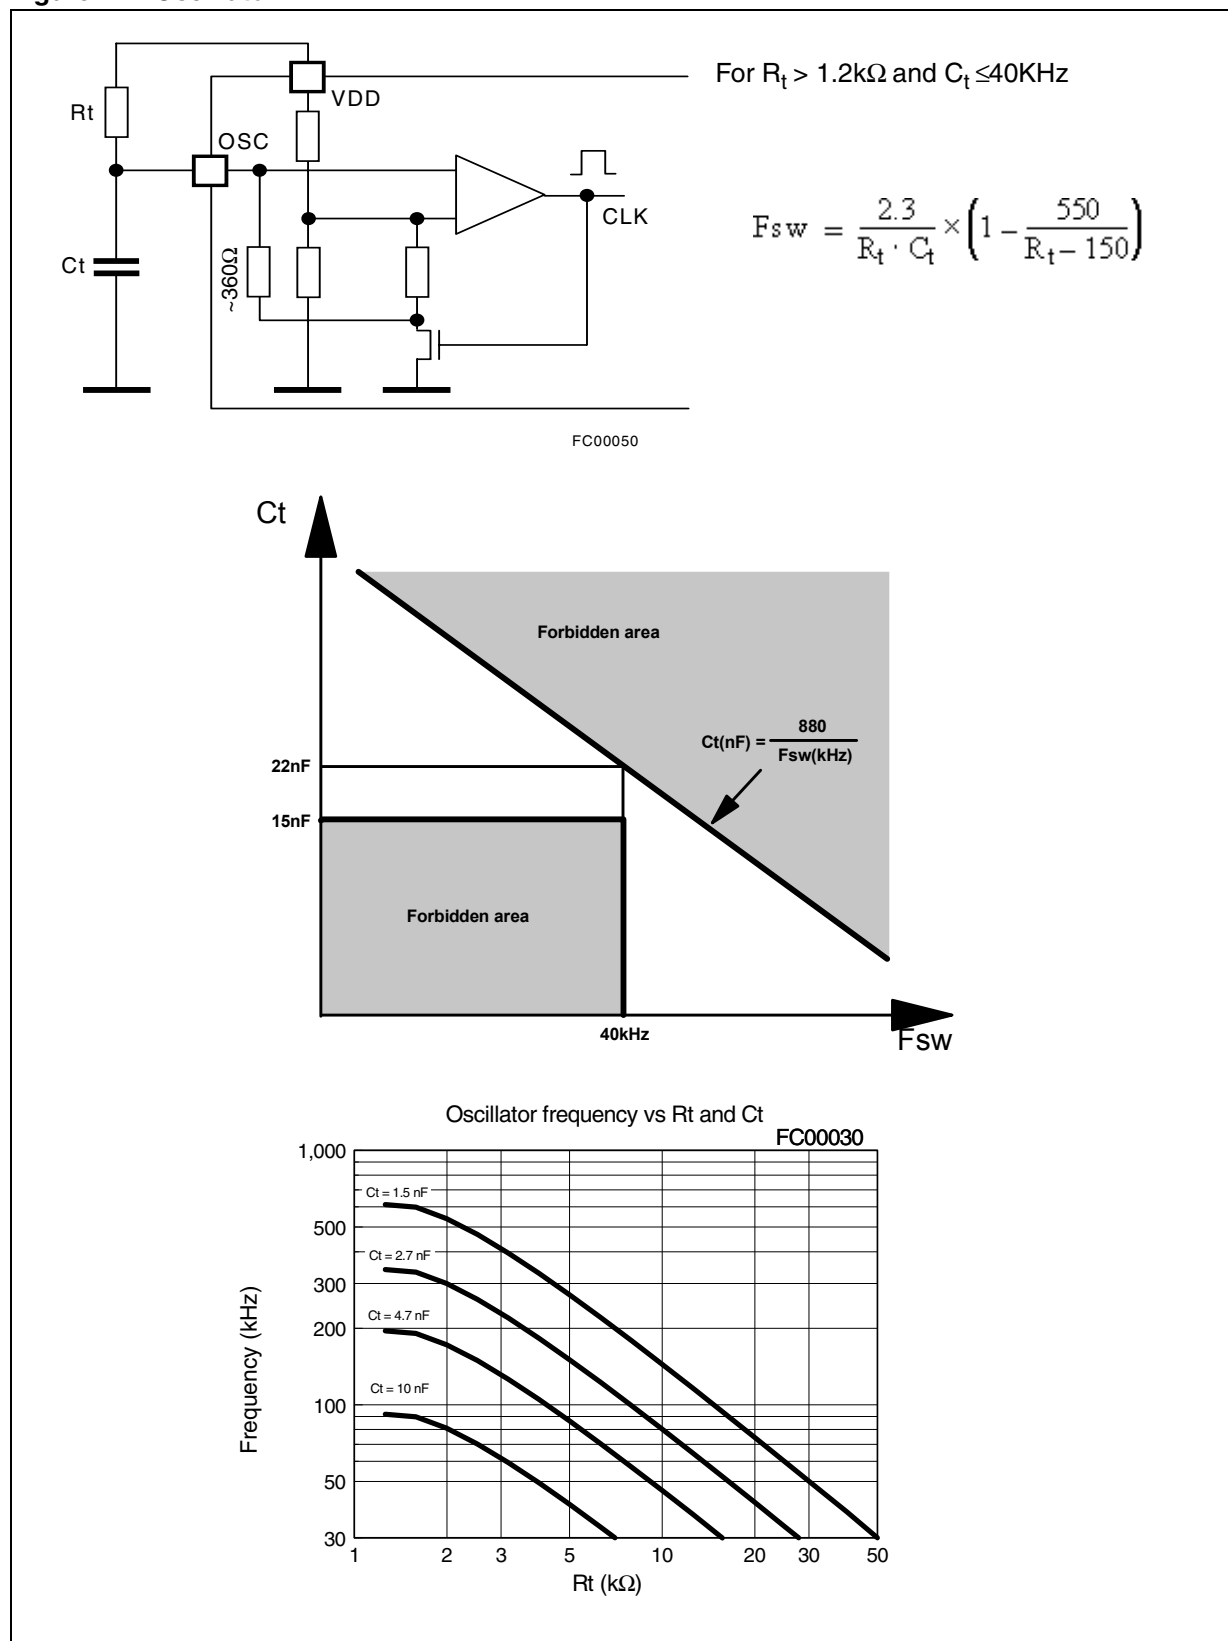 For Rt > 1.2kΩ and Ct ≤40KHz
VDD
Rt
OSC
CLK
Fsw = 2.3 / Rt · Ct × (1 − 550 / Rt − 150)
Ct
~360Ω
FC00050
Ct
Forbidden area
Ct(nF) = 880 / Fsw(kHz)
22nF
15nF
Forbidden area
40kHz
Fsw
Oscillator frequency vs Rt and Ct
FC00030
1,000
Ct = 1.5 nF
500
Ct = 2.7 nF
300
Ct = 4.7 nF
200
Ct = 10 nF
100
50
30
Frequency (kHz)
1 2 3 5 10 20 30 50
Rt (kΩ)